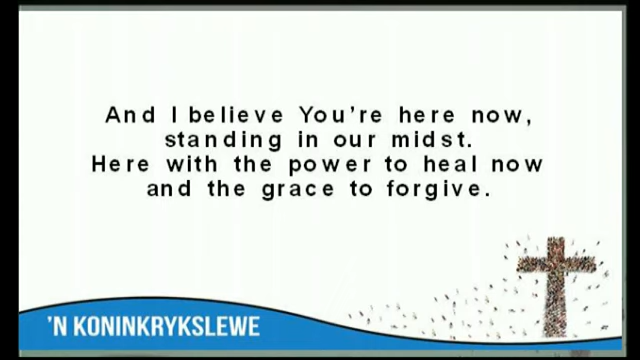 And I believe You're here now,
standing in our midst.
Here with the power to heal now
and the grace to forgive.
'N KONINKRYKSLEWE